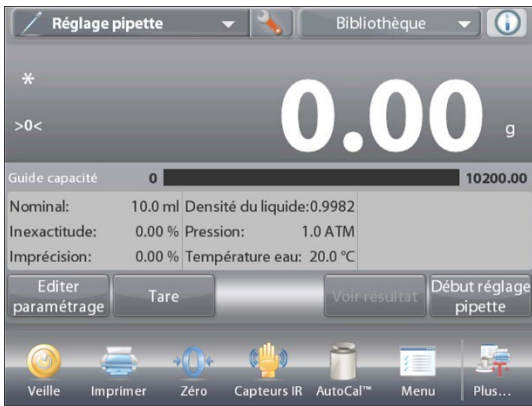 Réglage pipette Bibliothèque
*
>0<
0.00 g
Guide capacité 0 10200.00
Nominal: 10.0 ml Densité du liquide:0.9982
Inexactitude: 0.00 % Pression: 1.0 ATM
Imprécision: 0.00 % Température eau: 20.0 °C
Editer paramétrage
Tare
Voir résultat
Début réglage pipette
Veille Imprimer Zéro Capteurs IR AutoCal™ Menu Plus...